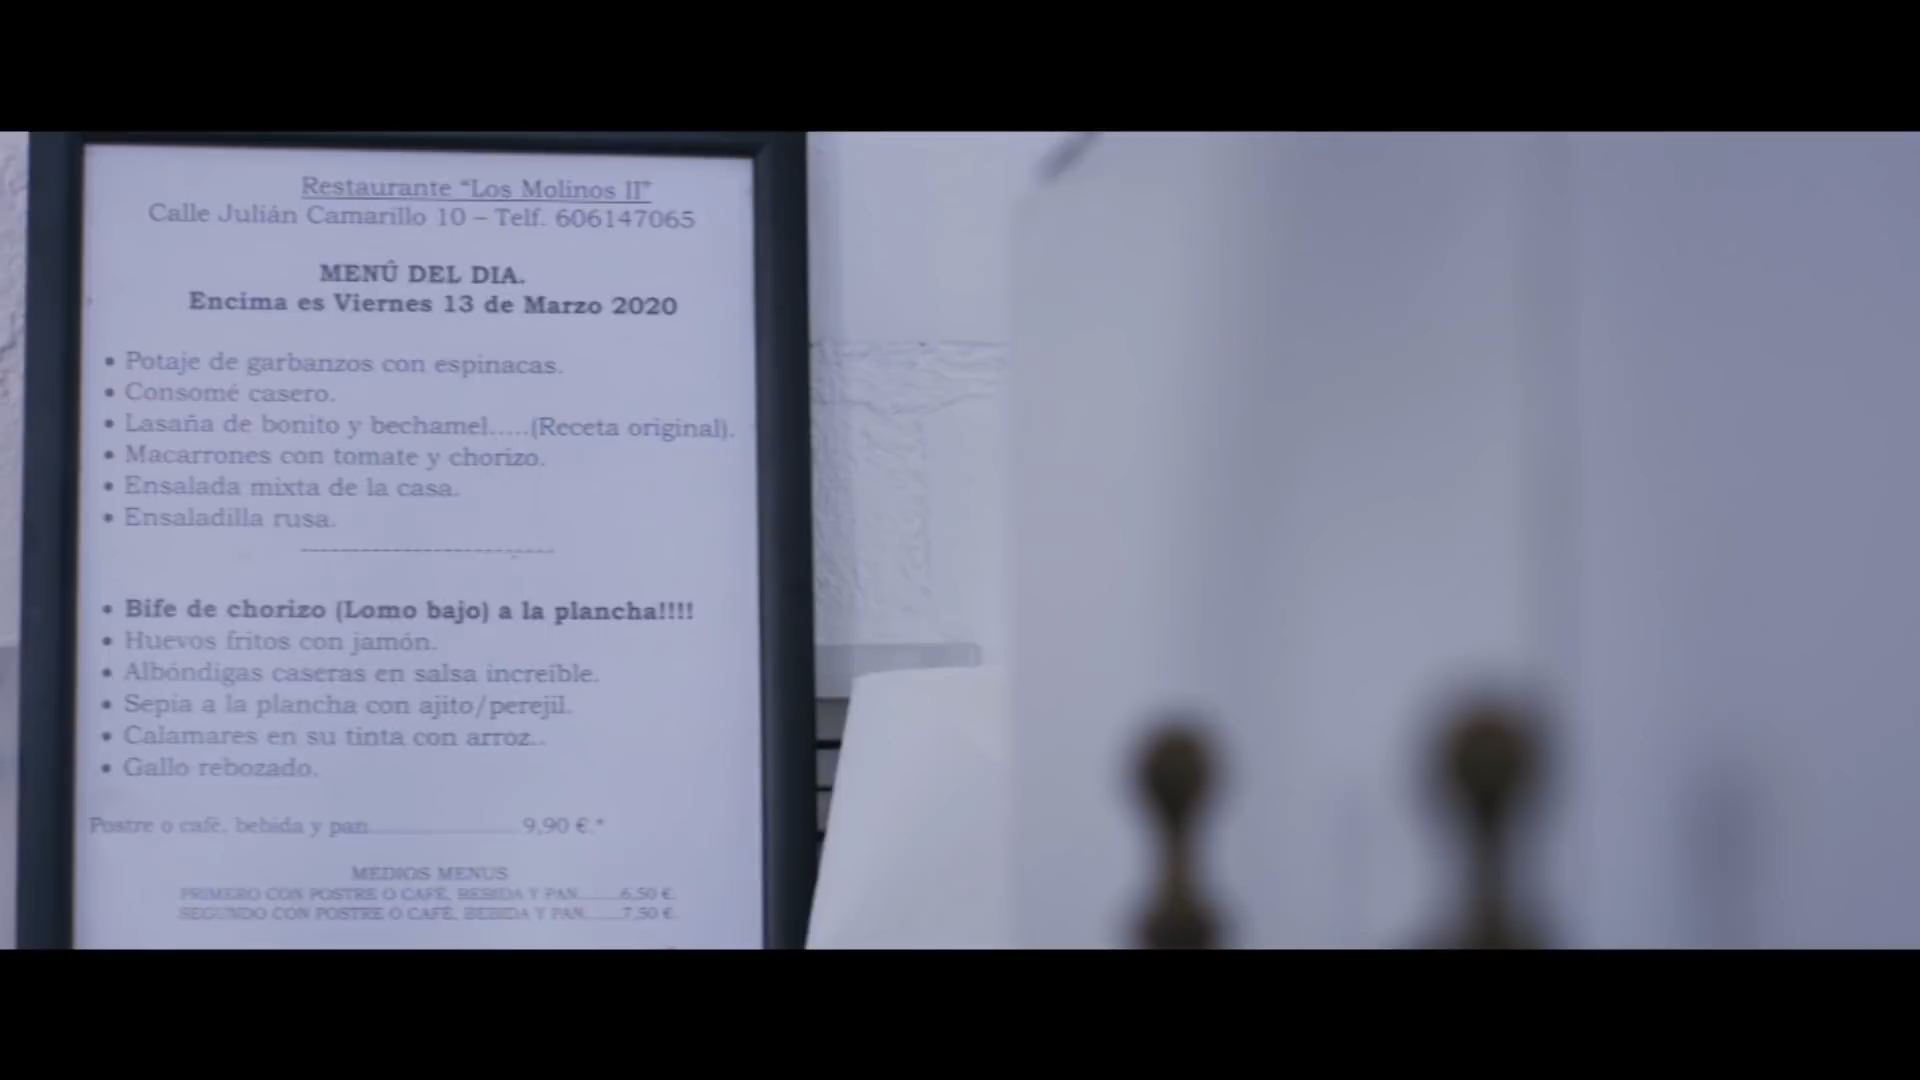 Restaurante “Los Molinos II”
Calle Julián Camarillo 10 – Telf. 606147065
MENÛ DEL DIA.
Encima es Viernes 13 de Marzo 2020
• Potaje de garbanzos con espinacas.
• Consomé casero.
• Lasaña de bonito y bechamel.....(Receta original).
• Macarrones con tomate y chorizo.
• Ensalada mixta de la casa.
• Ensaladilla rusa.
------------------------
• Bife de chorizo (Lomo bajo) a la plancha!!!!
• Huevos fritos con jamón.
• Albóndigas caseras en salsa increíble.
• Sepia a la plancha con ajito/perejil.
• Calamares en su tinta con arroz..
• Gallo rebozado.
Postre o café, bebida y pan........................9,90 € *
MEDIOS MENUS
PRIMERO CON POSTRE O CAFÉ, BEBIDA Y PAN........6,50 €.
SEGUNDO CON POSTRE O CAFÉ, BEBIDA Y PAN.......7,50 €.